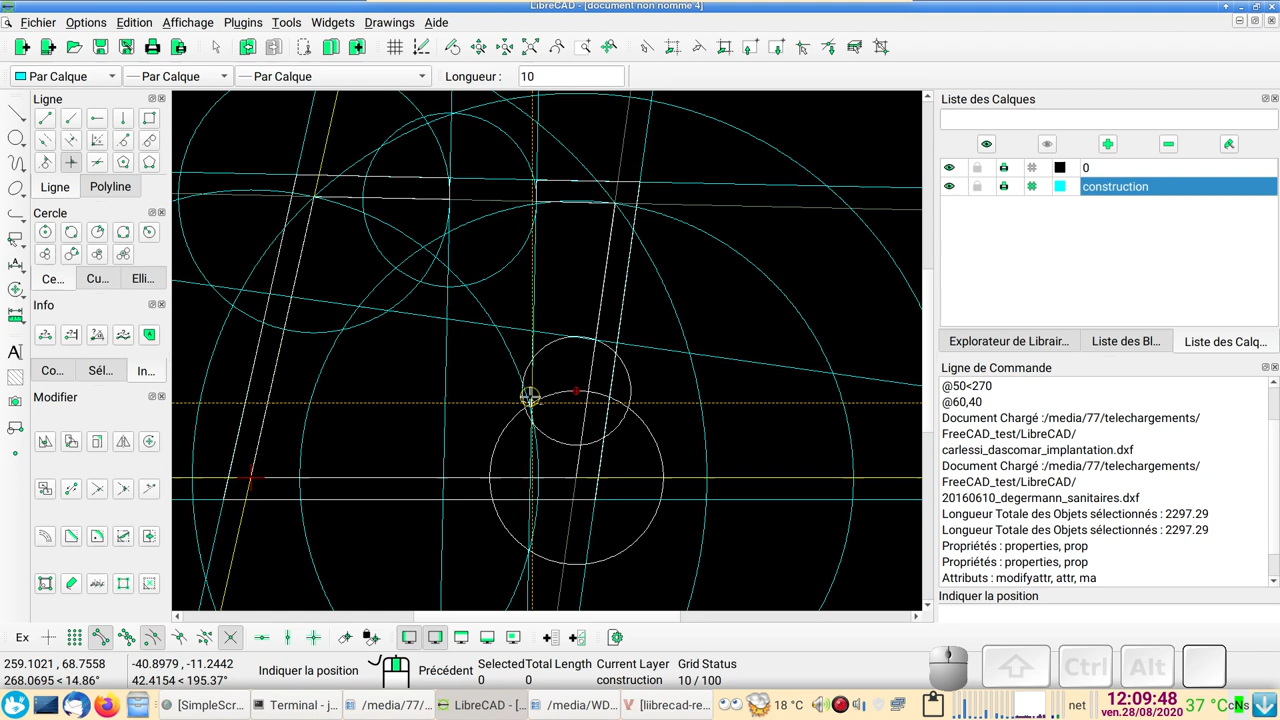 LibreCAD - [document non nomme 4]
Fichier Options Edition Affichage Plugins Tools Widgets Drawings Aide
Par Calque Par Calque Par Calque Longueur : 10
Ligne
Ligne Polyline
Cercle
Ce... Cu... Elli...
Info
Co... Sél... In...
Modifier
Liste des Calques
0
construction
Explorateur de Librair... Liste des Bl... Liste des Calq...
Ligne de Commande
@50<270
@60,40
Document Chargé :/media/77/telechargements/
FreeCAD_test/LibreCAD/
carlessi_dascomar_implantation.dxf
Document Chargé :/media/77/telechargements/
FreeCAD_test/LibreCAD/
20160610_degermann_sanitaires.dxf
Longueur Totale des Objets sélectionnés : 2297.29
Longueur Totale des Objets sélectionnés : 2297.29
Propriétés : properties, prop
Propriétés : properties, prop
Attributs : modifyattr, attr, ma
Indiquer la position
Ex
259.1021 , 68.7558 -40.8979 , -11.2442 Indiquer la position Précédent Selected Total Length Current Layer Grid Status
268.0695 < 14.86° 42.4154 < 195.37° 0 0 construction 10 / 100
Ctrl Alt
[SimpleScr... Terminal - j... /media/77/... LibreCAD - [... /media/WD... [liibrecad-re... 18 °C net 12:09:48 ven.28/08/2020 37 °C